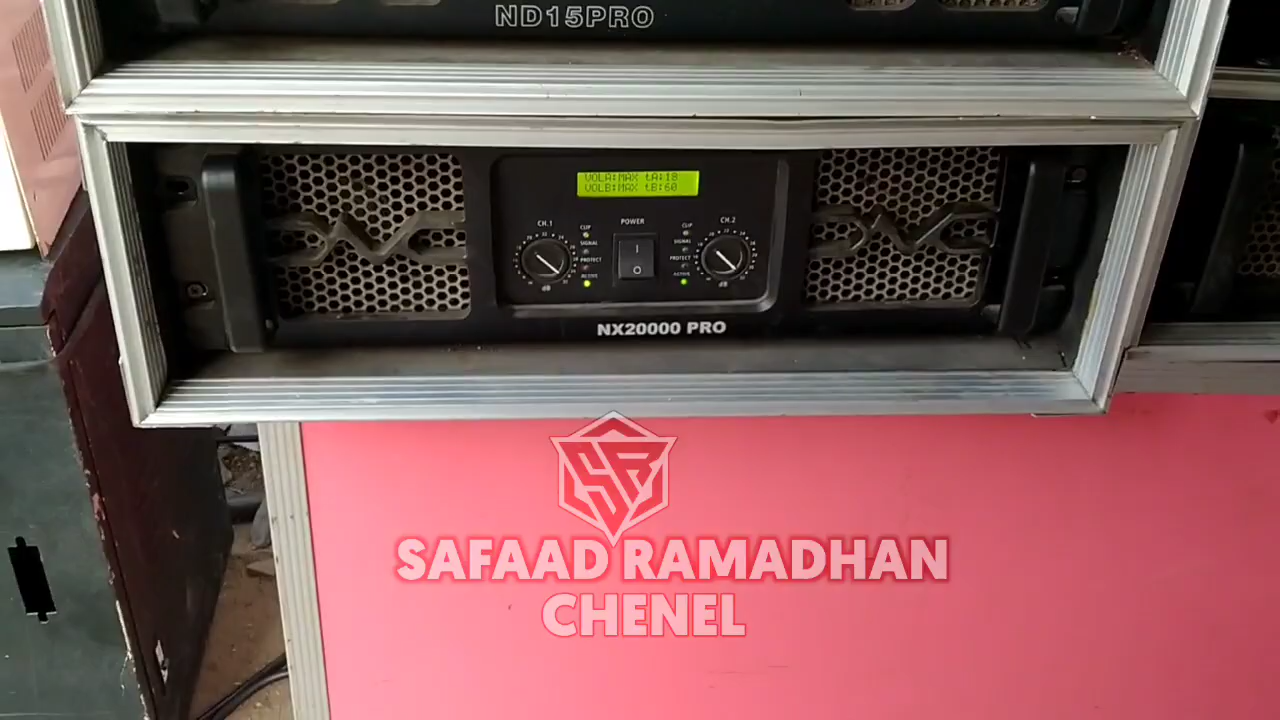 ND15PRO
VOLA:MAX tA:18
VOLB:MAX tB:60
CH.1
CLIP
SIGNAL
PROTECT
ACTIVE
dB
POWER
I
O
CLIP
SIGNAL
PROTECT
ACTIVE
CH.2
dB
NX20000 PRO
SR
SAFAAD RAMADHAN
CHENEL